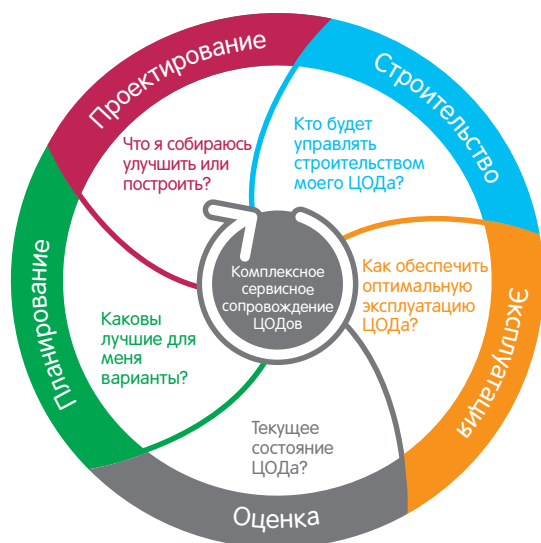 Проектирование
Строительство
Что я собираюсь
улучшить или
построить?
Кто будет
управлять
строительством
моего ЦОДа?
Планирование
Комплексное
сервисное
сопровождение
ЦОДов
Как обеспечить
оптимальную
эксплуатацию
ЦОДа?
Эксплуатация
Каковы
лучшие для
меня
варианты?
Текущее
состояние
ЦОДа?
Оценка